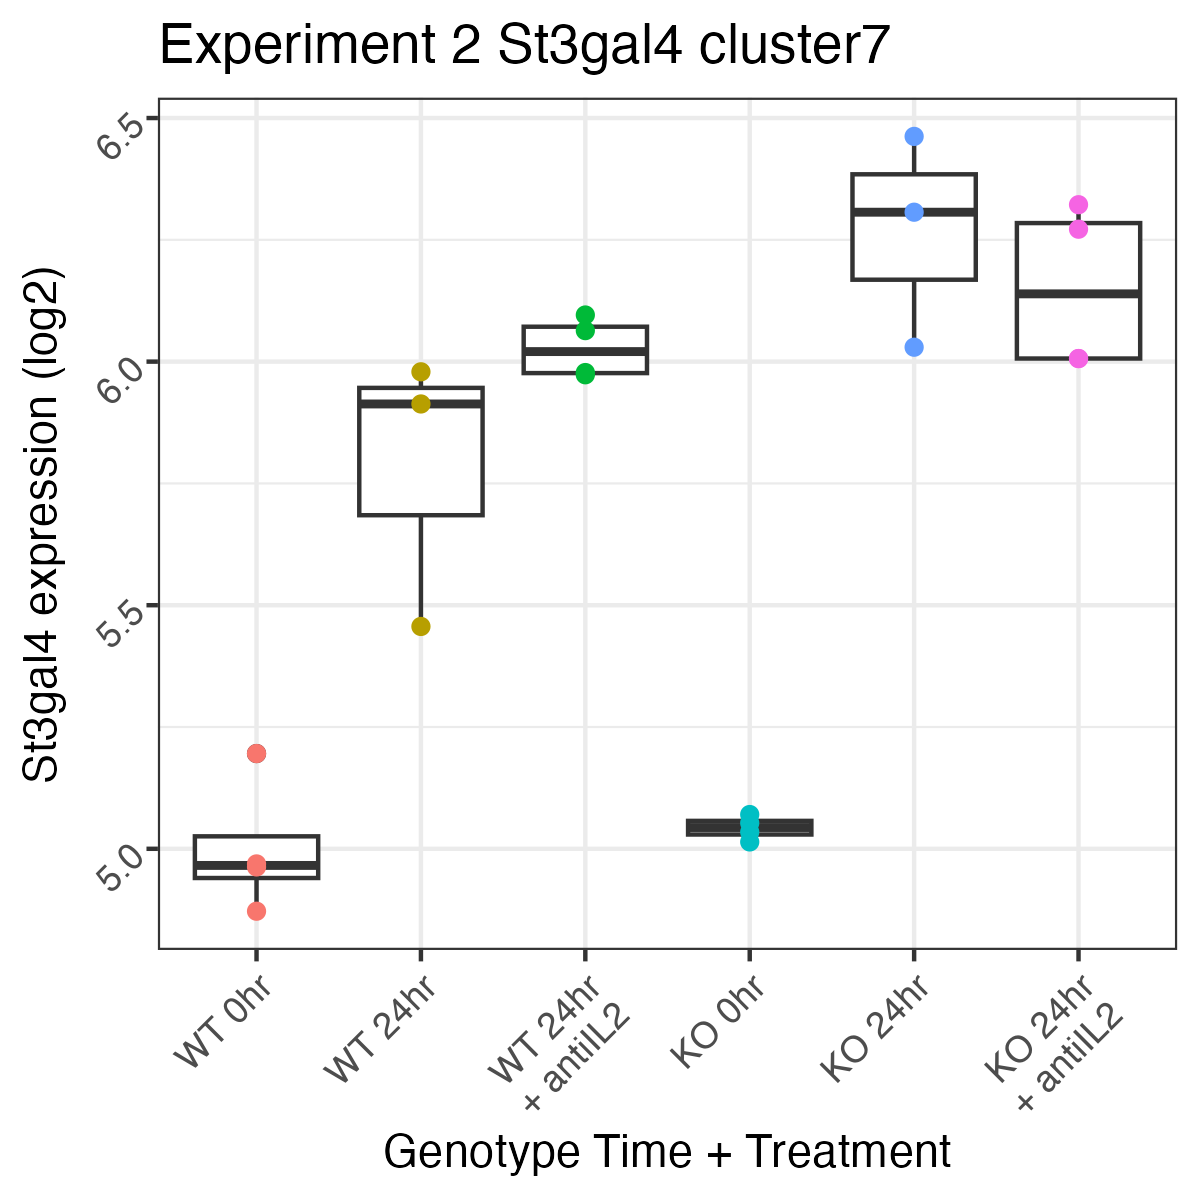 Experiment 2 St3gal4 cluster7
St3gal4 expression (log2)
6.5
6.0
5.5
5.0
WT 0hr
WT 24hr
WT 24hr
+ antiIL2
KO 0hr
KO 24hr
KO 24hr
+ antiIL2
Genotype Time + Treatment